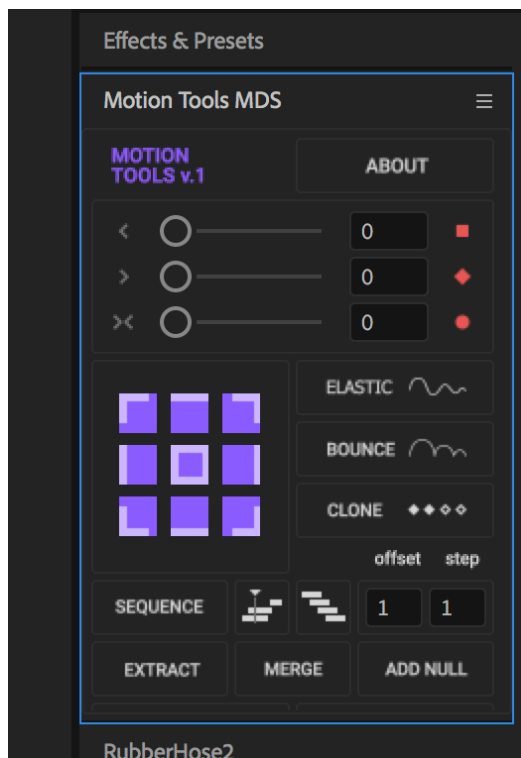 Effects & Presets
Motion Tools MDS
MOTION
TOOLS v.1
ABOUT
0
0
0
ELASTIC
BOUNCE
CLONE
offset step
SEQUENCE 1 1
EXTRACT MERGE ADD NULL
RubberHose2